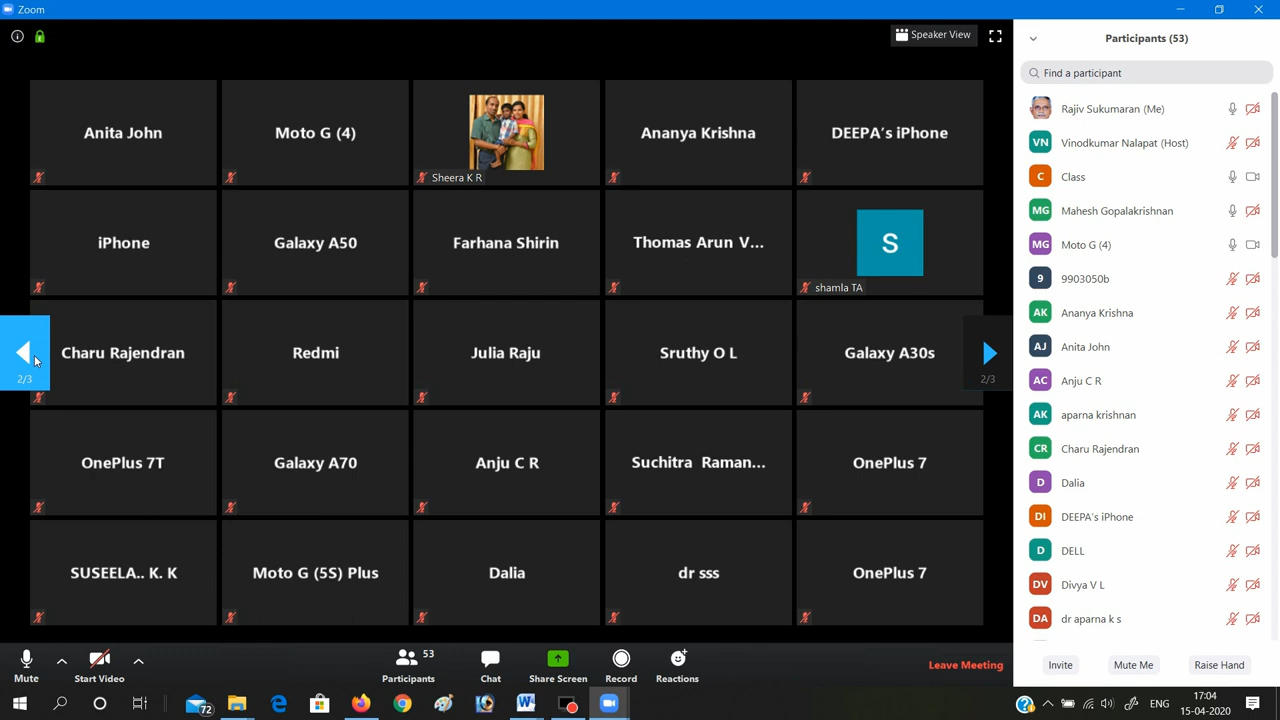 Zoom
Speaker View
Participants (53)
Find a participant
Anita John
Moto G (4)
Sheera K R
Ananya Krishna
DEEPA's iPhone
iPhone
Galaxy A50
Farhana Shirin
Thomas Arun V...
S
shamla TA
Charu Rajendran
Redmi
Julia Raju
Sruthy O L
Galaxy A30s
2/3
2/3
OnePlus 7T
Galaxy A70
Anju C R
Suchitra Raman...
OnePlus 7
SUSEELA.. K. K
Moto G (5S) Plus
Dalia
dr sss
OnePlus 7
Rajiv Sukumaran (Me)
VN Vinodkumar Nalapat (Host)
C Class
MG Mahesh Gopalakrishnan
MG Moto G (4)
9 9903050b
AK Ananya Krishna
AJ Anita John
AC Anju C R
AK aparna krishnan
CR Charu Rajendran
D Dalia
DI DEEPA's iPhone
D DELL
DV Divya V L
DA dr aparna k s
Invite Mute Me Raise Hand
Mute
Start Video
53
Participants
Chat
Share Screen
Record
Reactions
Leave Meeting
72
ENG
17:04
15-04-2020